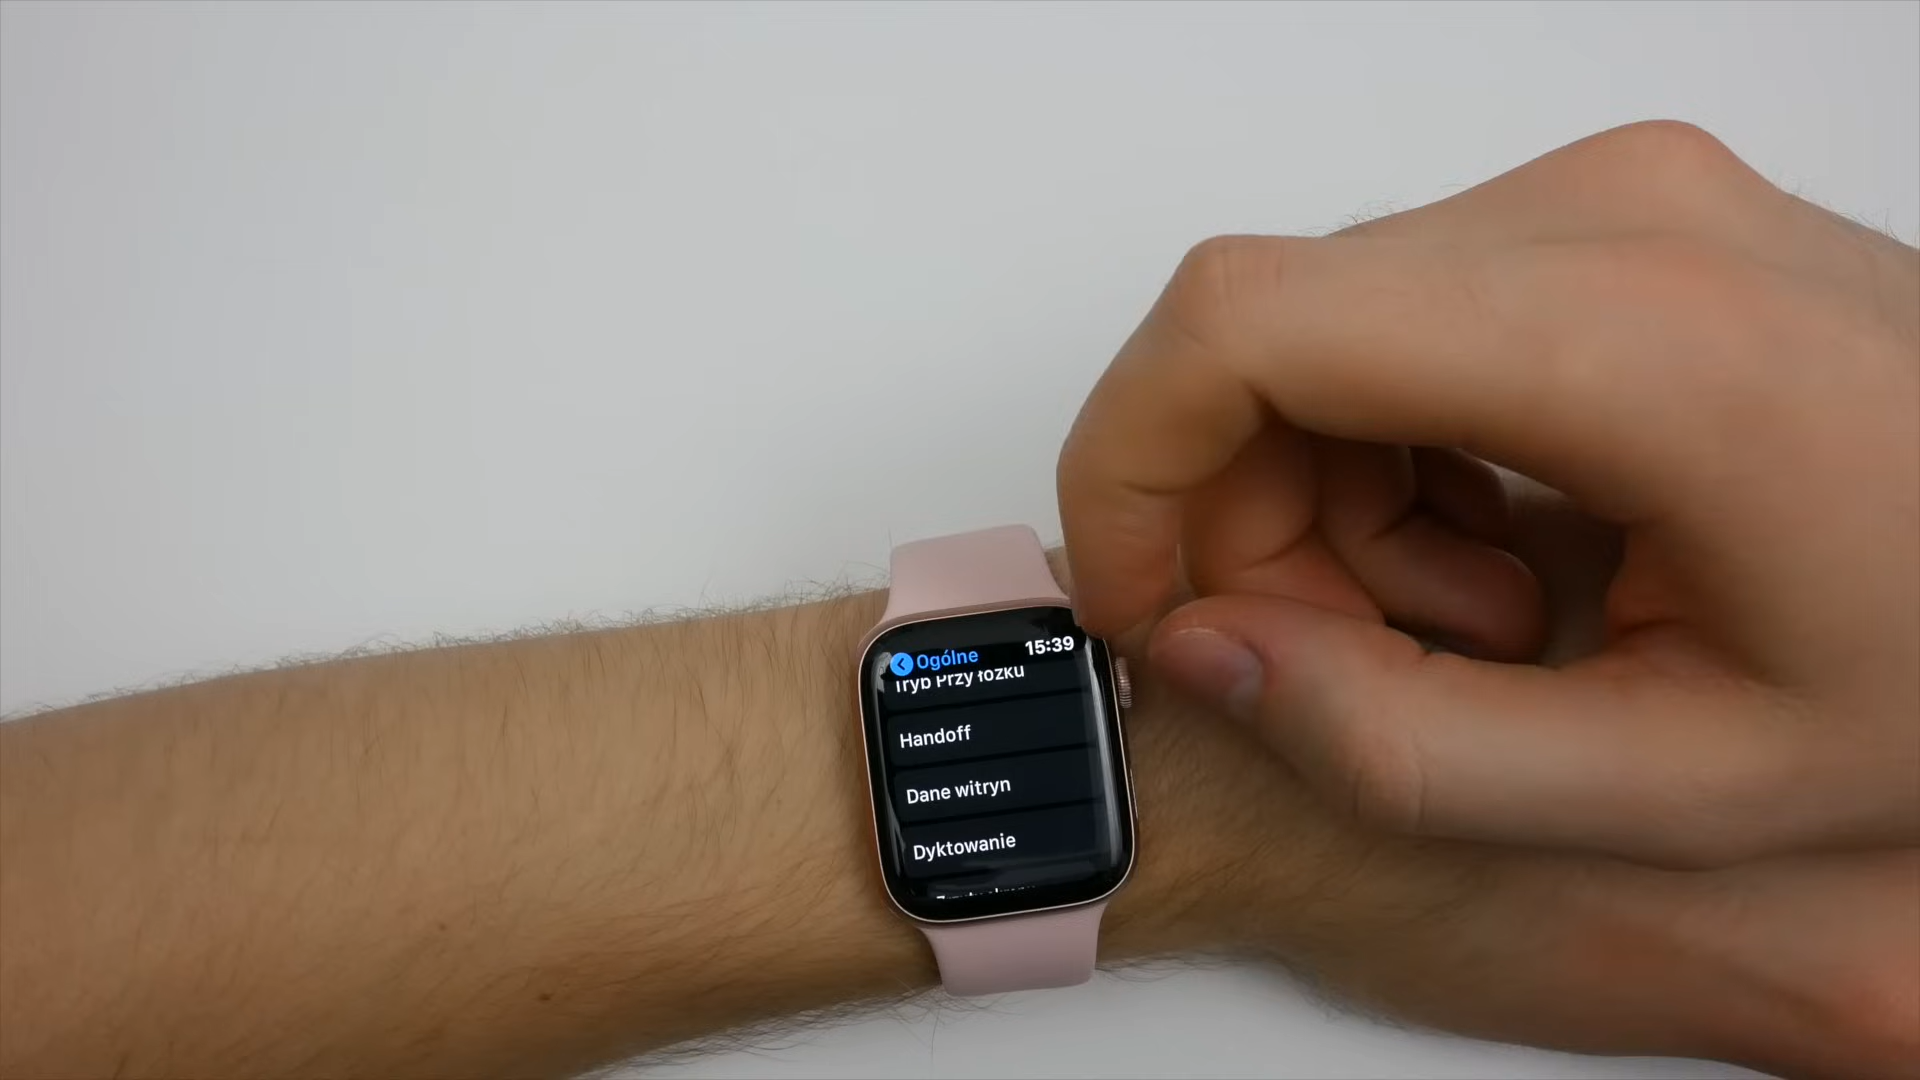 Ogólne
15:39
Tryb Przy łóżku
Handoff
Dane witryn
Dyktowanie